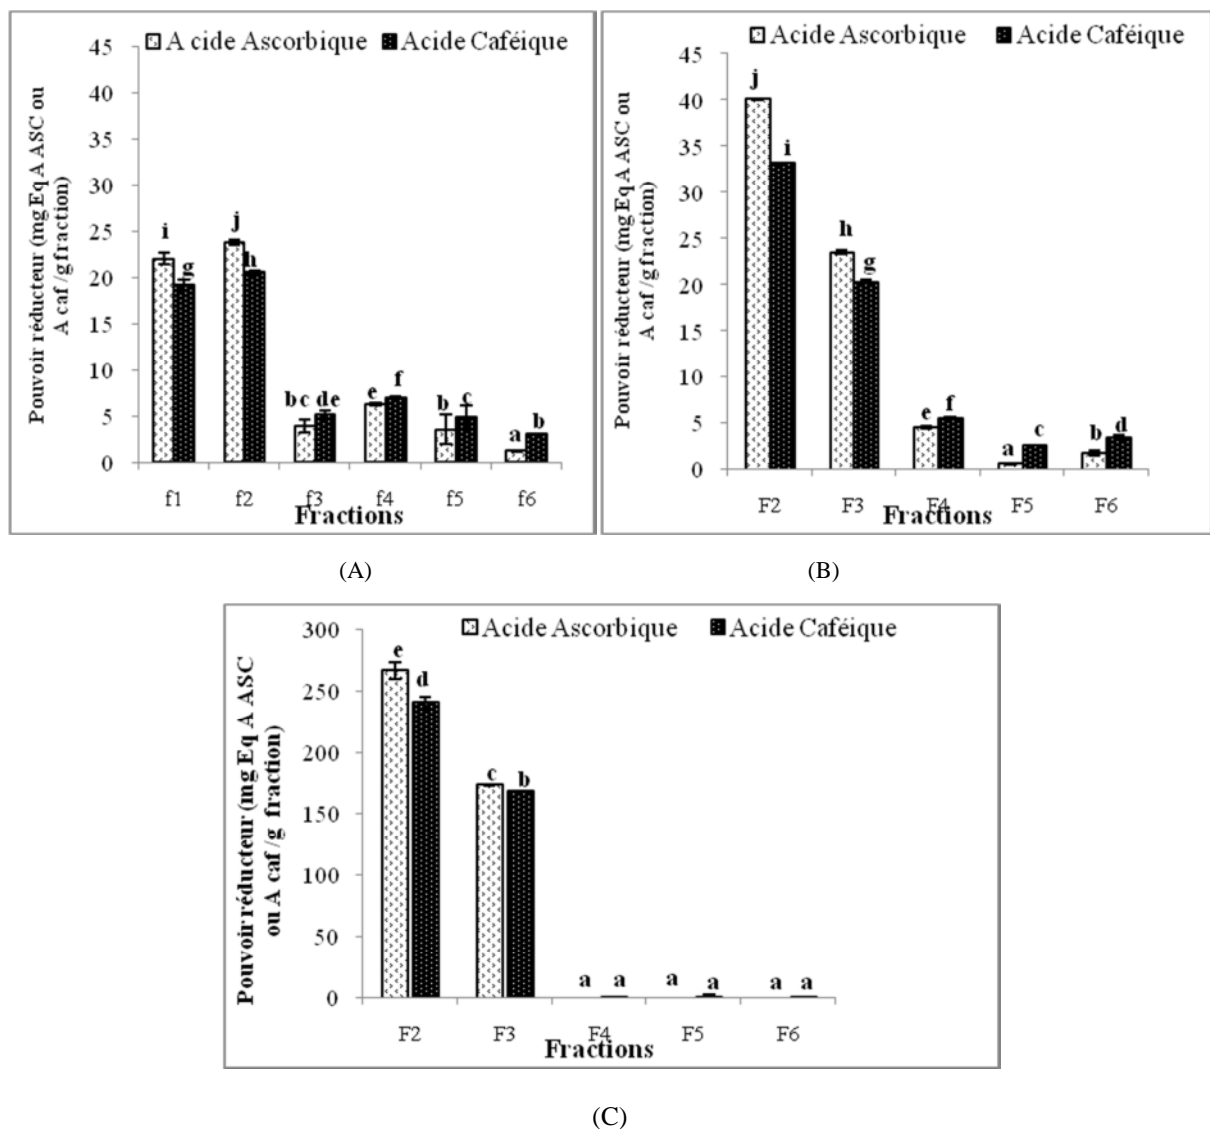 A cide Ascorbique Acide Caféique
Pouvoir réducteur (mg Eq A ASC ou
A caf /g fraction)
45
40
35
30
25
20
15
10
5
0
i g j h bc de e f b c a b
f1 f2 f3 f4 f5 f6
Fractions
(A)
Acide Ascorbique Acide Caféique
Pouvoir réducteur (mg Eq A ASC ou
A caf /g fraction)
45
40
35
30
25
20
15
10
5
0
j i h g e f a c b d
F2 F3 F4 F5 F6
Fractions
(B)
Acide Ascorbique Acide Caféique
Pouvoir réducteur (mg Eq A ASC
ou A caf /g fraction)
300
250
200
150
100
50
0
e d c b a a a a a a
F2 F3 F4 F5 F6
Fractions
(C)